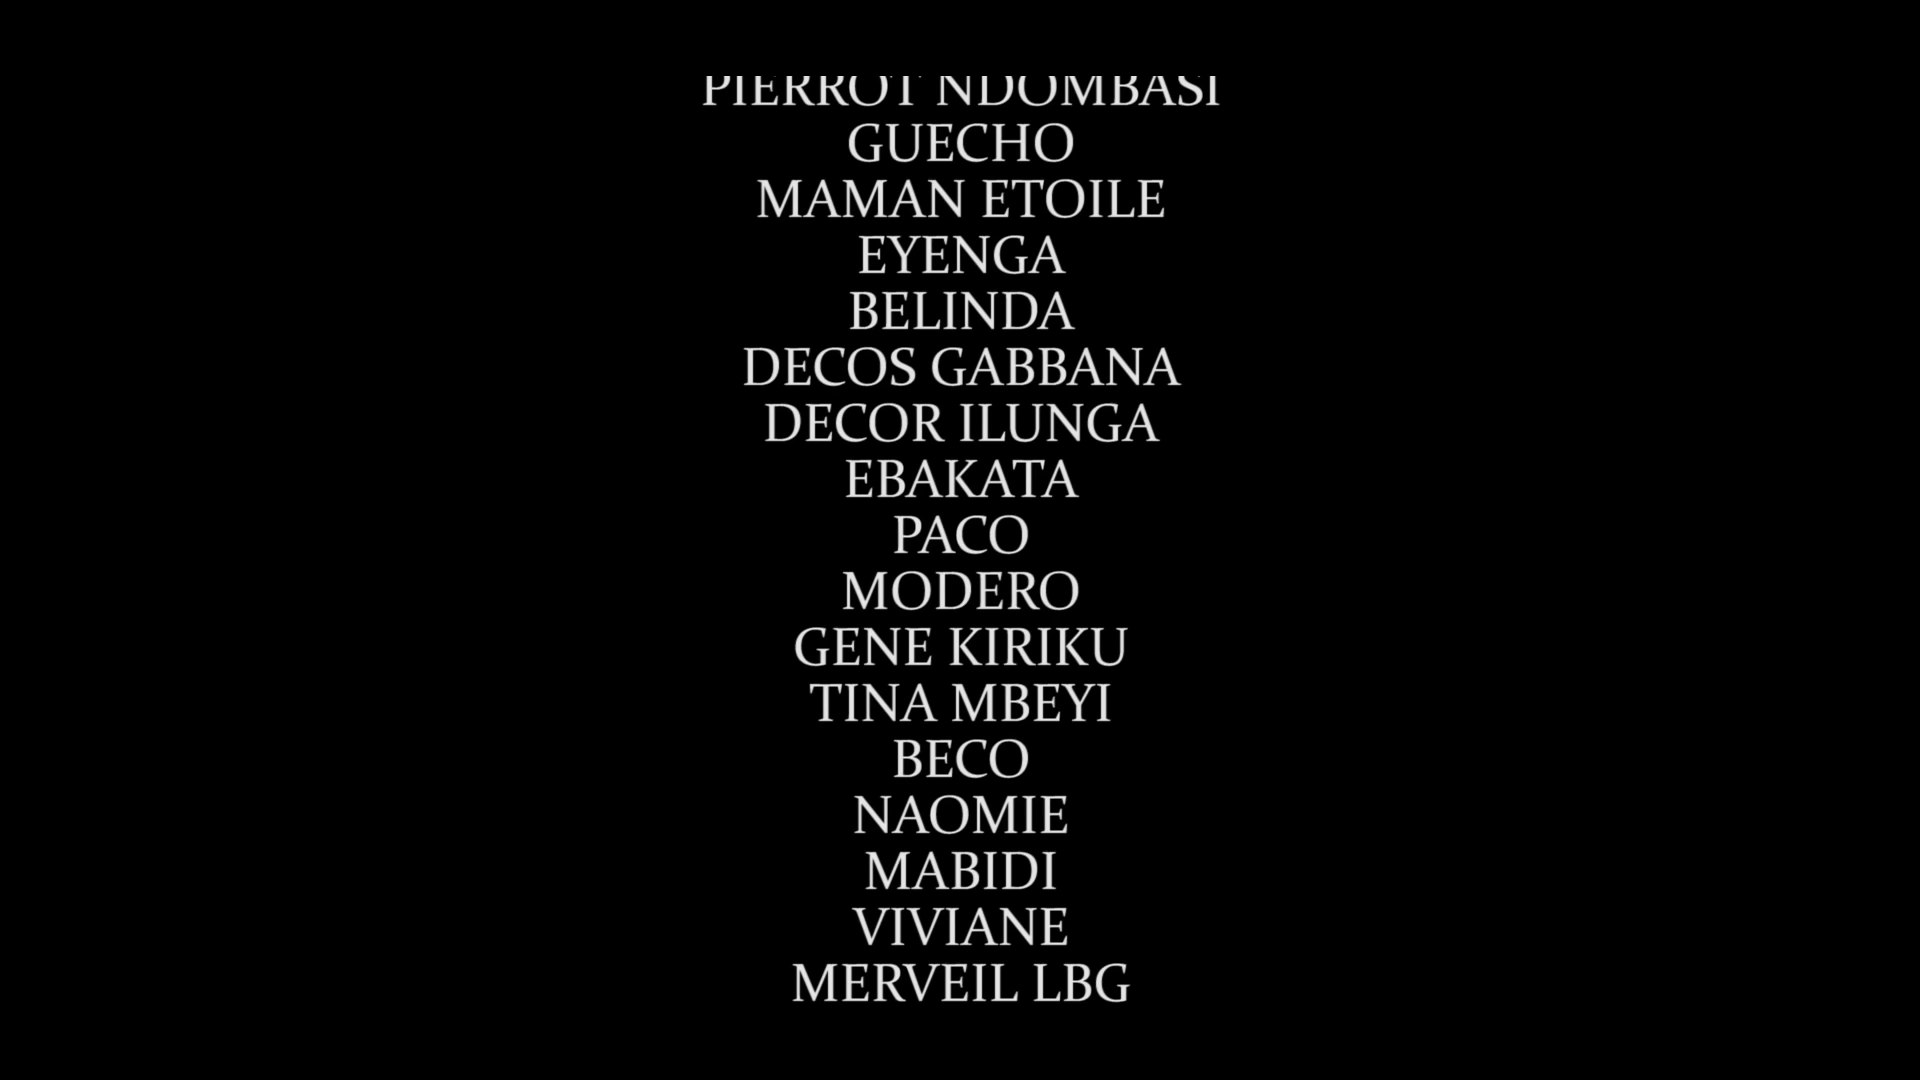 PIERROT NDOMBASI
GUECHO
MAMAN ETOILE
EYENGA
BELINDA
DECOS GABBANA
DECOR ILUNGA
EBAKATA
PACO
MODERO
GENE KIRIKU
TINA MBEYI
BECO
NAOMIE
MABIDI
VIVIANE
MERVEIL LBG